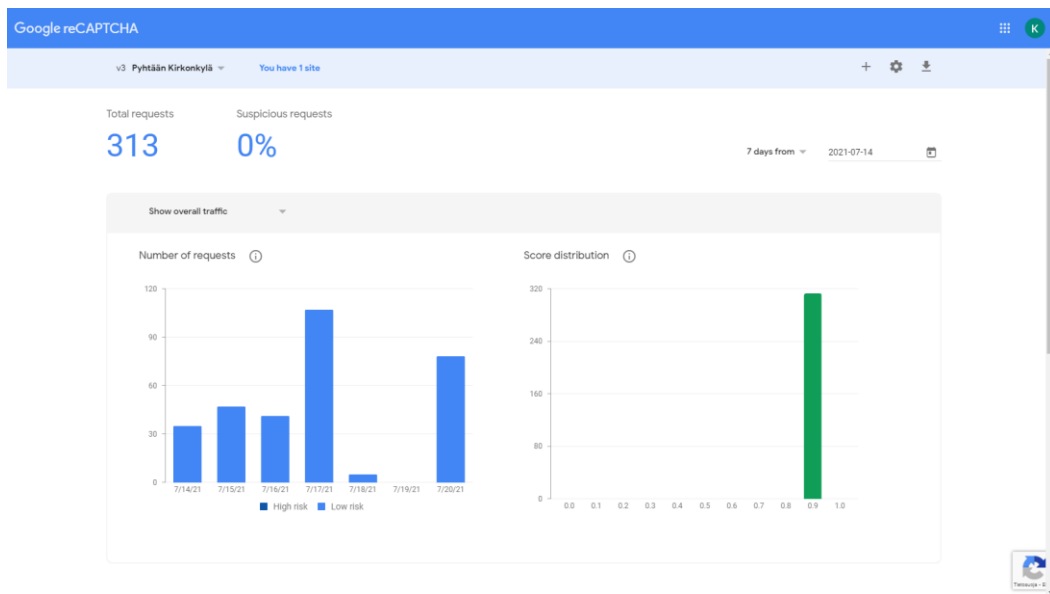 Google reCAPTCHA
K
v3 Pyhtään Kirkonkylä
You have 1 site
Total requests
Suspicious requests
313
0%
7 days from
2021-07-14
Show overall traffic
Number of requests
Score distribution
120
90
60
30
0
7/14/21 7/15/21 7/16/21 7/17/21 7/18/21 7/19/21 7/20/21
High risk Low risk
320
240
160
80
0
0.0 0.1 0.2 0.3 0.4 0.5 0.6 0.7 0.8 0.9 1.0
Tietosuoja - E